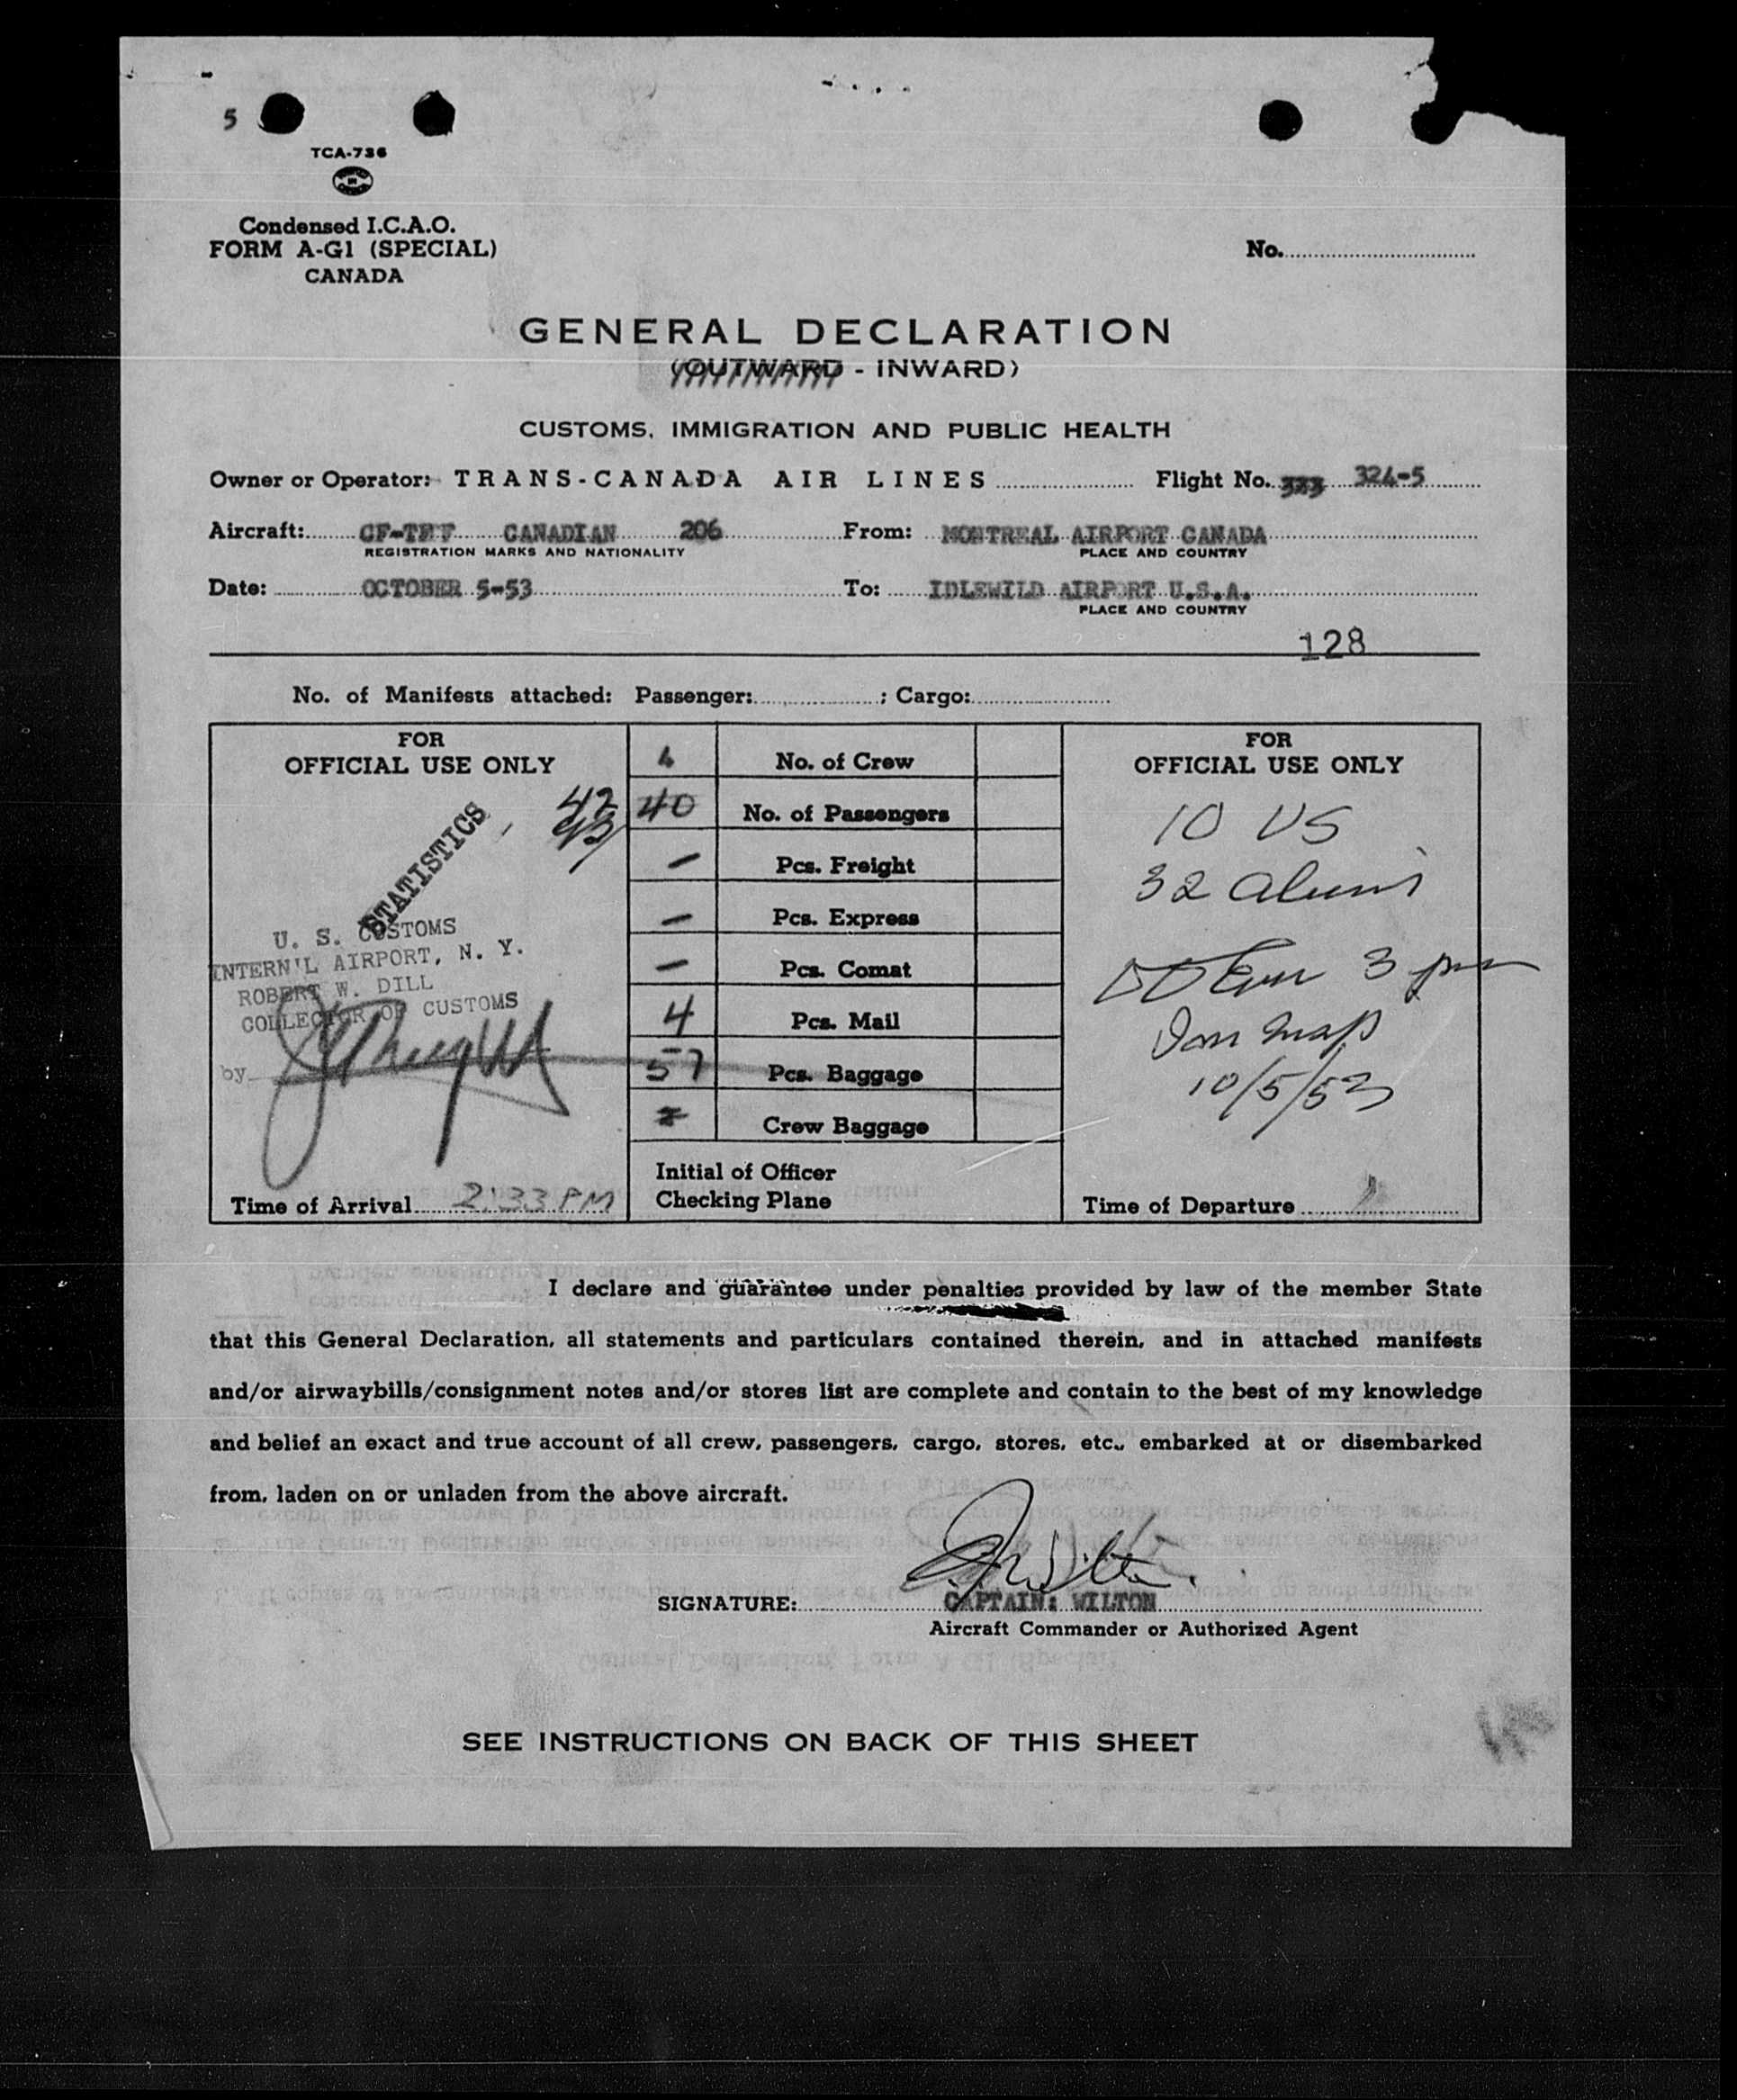 5
TCA-736
Condensed I.C.A.O.
FORM A-G1 (SPECIAL)
CANADA
No.
GENERAL DECLARATION
(OUTWARD - INWARD)
CUSTOMS, IMMIGRATION AND PUBLIC HEALTH
Owner or Operator: TRANS-CANADA AIR LINES Flight No. 323 324-5
Aircraft: CF-TFF CANADIAN 206 From: MONTREAL AIRPORT CANADA
REGISTRATION MARKS AND NATIONALITY PLACE AND COUNTRY
Date: OCTOBER 5-53 To: IDLEWILD AIRPORT U.S.A.
PLACE AND COUNTRY
128
No. of Manifests attached: Passenger: ; Cargo:
FOR
OFFICIAL USE ONLY
42
STATISTICS
U. S. CUSTOMS
INTERN'L AIRPORT, N. Y.
ROBERT W. DILL
COLLECTOR OF CUSTOMS
by
Time of Arrival 2:33 PM
No. of Crew
40 No. of Passengers
— Pcs. Freight
— Pcs. Express
— Pcs. Comat
4 Pcs. Mail
57 Pcs. Baggage
Crew Baggage
Initial of Officer
Checking Plane
FOR
OFFICIAL USE ONLY
10 US
32 aliens
3 pm
10/5/53
Time of Departure
I declare and guarantee under penalties provided by law of the member State
that this General Declaration, all statements and particulars contained therein, and in attached manifests
and/or airwaybills/consignment notes and/or stores list are complete and contain to the best of my knowledge
and belief an exact and true account of all crew, passengers, cargo, stores, etc., embarked at or disembarked
from, laden on or unladen from the above aircraft.
SIGNATURE: CAPTAIN: WILTON
Aircraft Commander or Authorized Agent
SEE INSTRUCTIONS ON BACK OF THIS SHEET